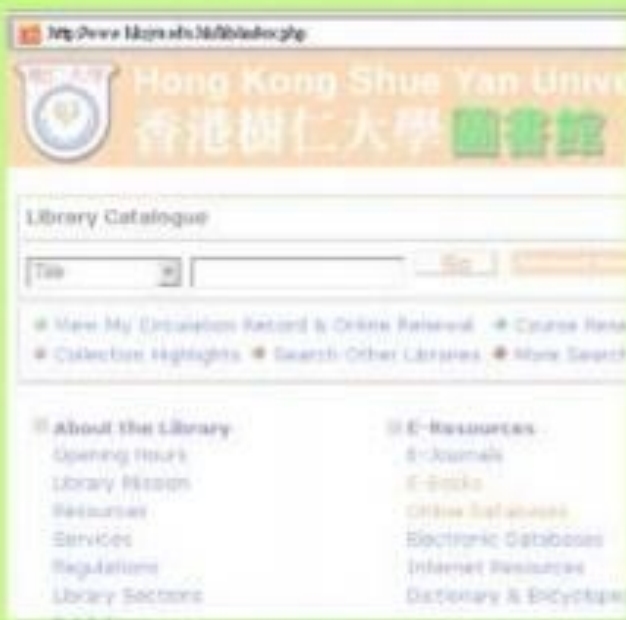 Hong Kong Shue Yan Unive
香港樹仁大學 圖書館
Library Catalogue
Title
Go
View My Circulation Record & Online Renewal Course Rese
Collection Highlights Search Other Libraries More Search
About the Library
Opening Hours
Library Mission
Resources
Services
Regulations
Library Sections
E-Resources
E-Journals
E-Books
Online Databases
Electronic Databases
Internet Resources
Dictionary & Encyclope